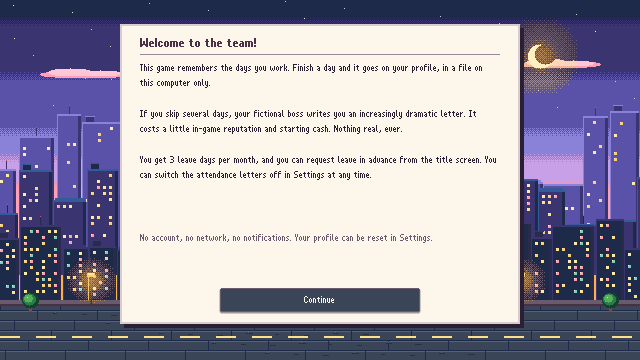 Welcome to the team!
This game remembers the days you work. Finish a day and it goes on your profile, in a file on
this computer only.
If you skip several days, your fictional boss writes you an increasingly dramatic letter. It
costs a little in-game reputation and starting cash. Nothing real, ever.
You get 3 leave days per month, and you can request leave in advance from the title screen. You
can switch the attendance letters off in Settings at any time.
No account, no network, no notifications. Your profile can be reset in Settings.
Continue